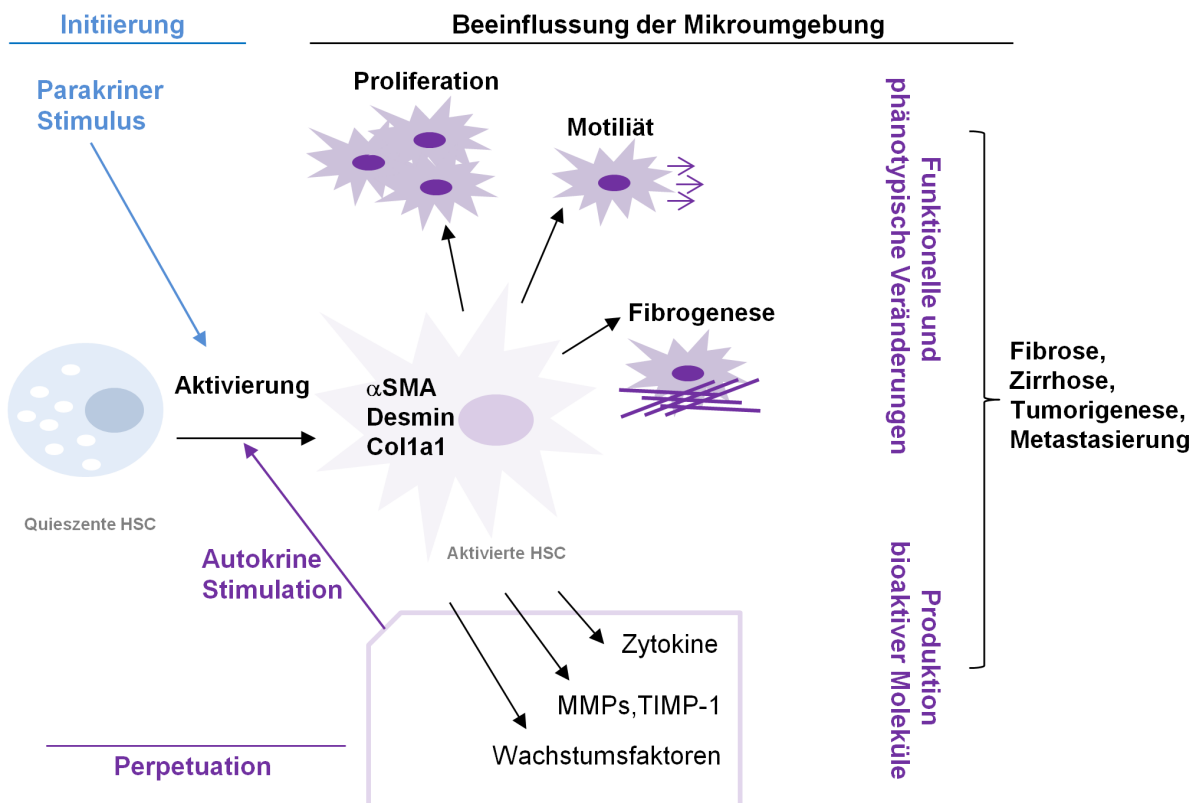 Initiierung
Beeinflussung der Mikroumgebung
Parakriner
Stimulus
Proliferation
Motiliät
Fibrogenese
Aktivierung
αSMA
Desmin
Col1a1
Quieszente HSC
Aktivierte HSC
Autokrine
Stimulation
Zytokine
MMPs,TIMP-1
Wachstumsfaktoren
Perpetuation
Funktionelle und
phänotypische Veränderungen
Produktion
bioaktiver Moleküle
Fibrose,
Zirrhose,
Tumorigenese,
Metastasierung